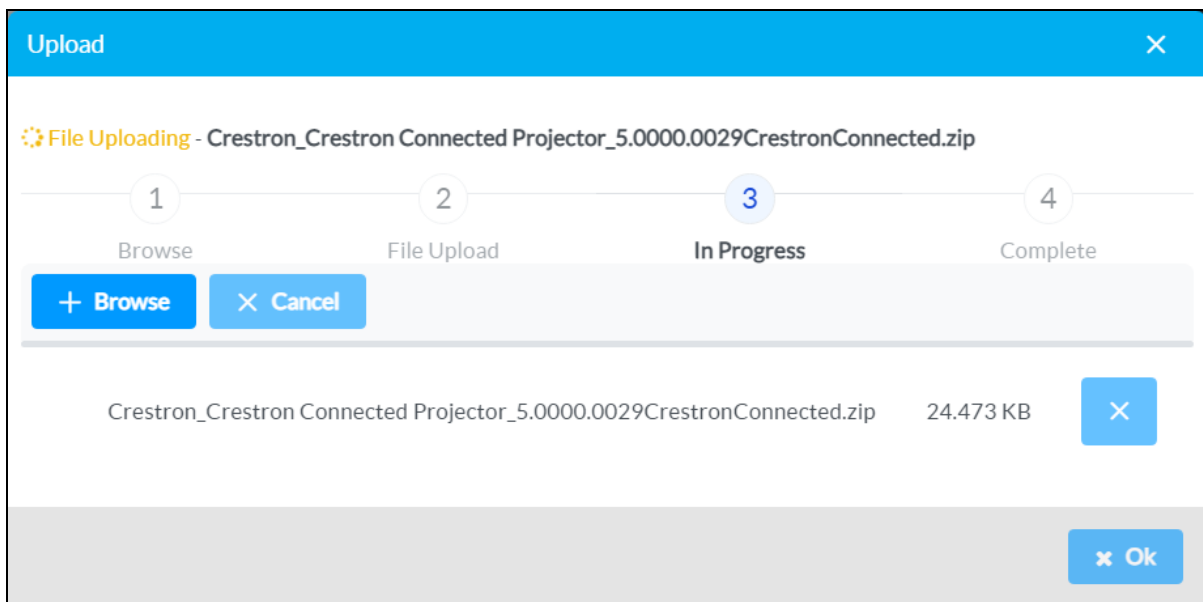 Upload
File Uploading - Crestron_Crestron Connected Projector_5.0000.0029CrestronConnected.zip
1 2 3 4
Browse File Upload In Progress Complete
Browse Cancel
Crestron_Crestron Connected Projector_5.0000.0029CrestronConnected.zip 24.473 KB
Ok